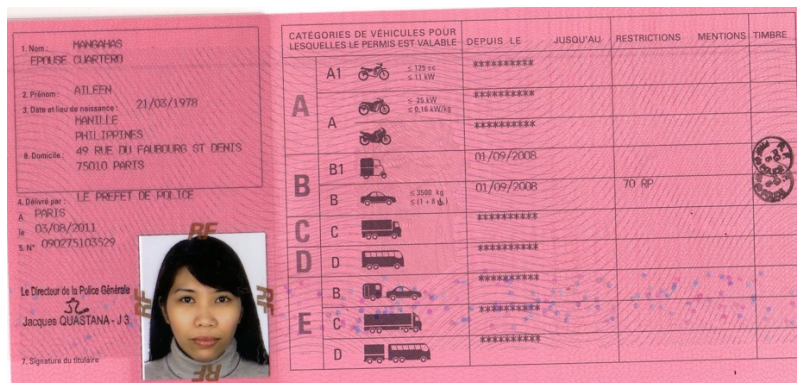 1. Nom : MANGAHAS
EPOUSE CUARTERO
2. Prénom : AILEEN
3. Date et lieu de naissance : 21/03/1978
MANILLE
PHILIPPINES
8. Domicile : 49 RUE DU FAUBOURG ST DENIS
75010 PARIS
4. Délivré par : LE PREFET DE POLICE
A PARIS
le 03/08/2011
5. N° 090275103529
Le Directeur de la Police Générale
Jacques QUASTANA - J 3
7. Signature du titulaire
RF
RF
RF
RF
CATÉGORIES DE VÉHICULES POUR
LESQUELLES LE PERMIS EST VALABLE
DEPUIS LE JUSQU'AU RESTRICTIONS MENTIONS TIMBRE
A
A1 ≤ 125 cc **********
≤ 11 kW
A ≤ 25 kW **********
≤ 0,16 kW/kg
**********
B
B1 01/09/2008
B ≤ 3500 kg 01/09/2008 70 RP
≤ (1 + 8)
C C **********
D D **********
E
B **********
C **********
D **********